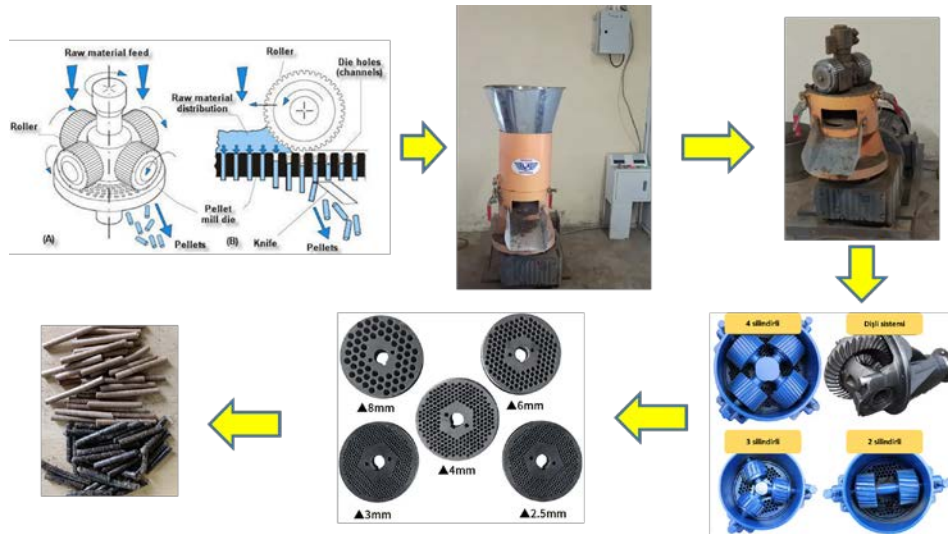 Raw material feed
Roller
(A)
Pellets
Roller
Die holes
(channels)
Raw material
distribution
Pellet
mill die
(B)
Knife
Pellets
4 silindirli
Dişli sistemi
3 silindirli
2 silindirli
▲8mm
▲6mm
▲4mm
▲3mm
▲2.5mm